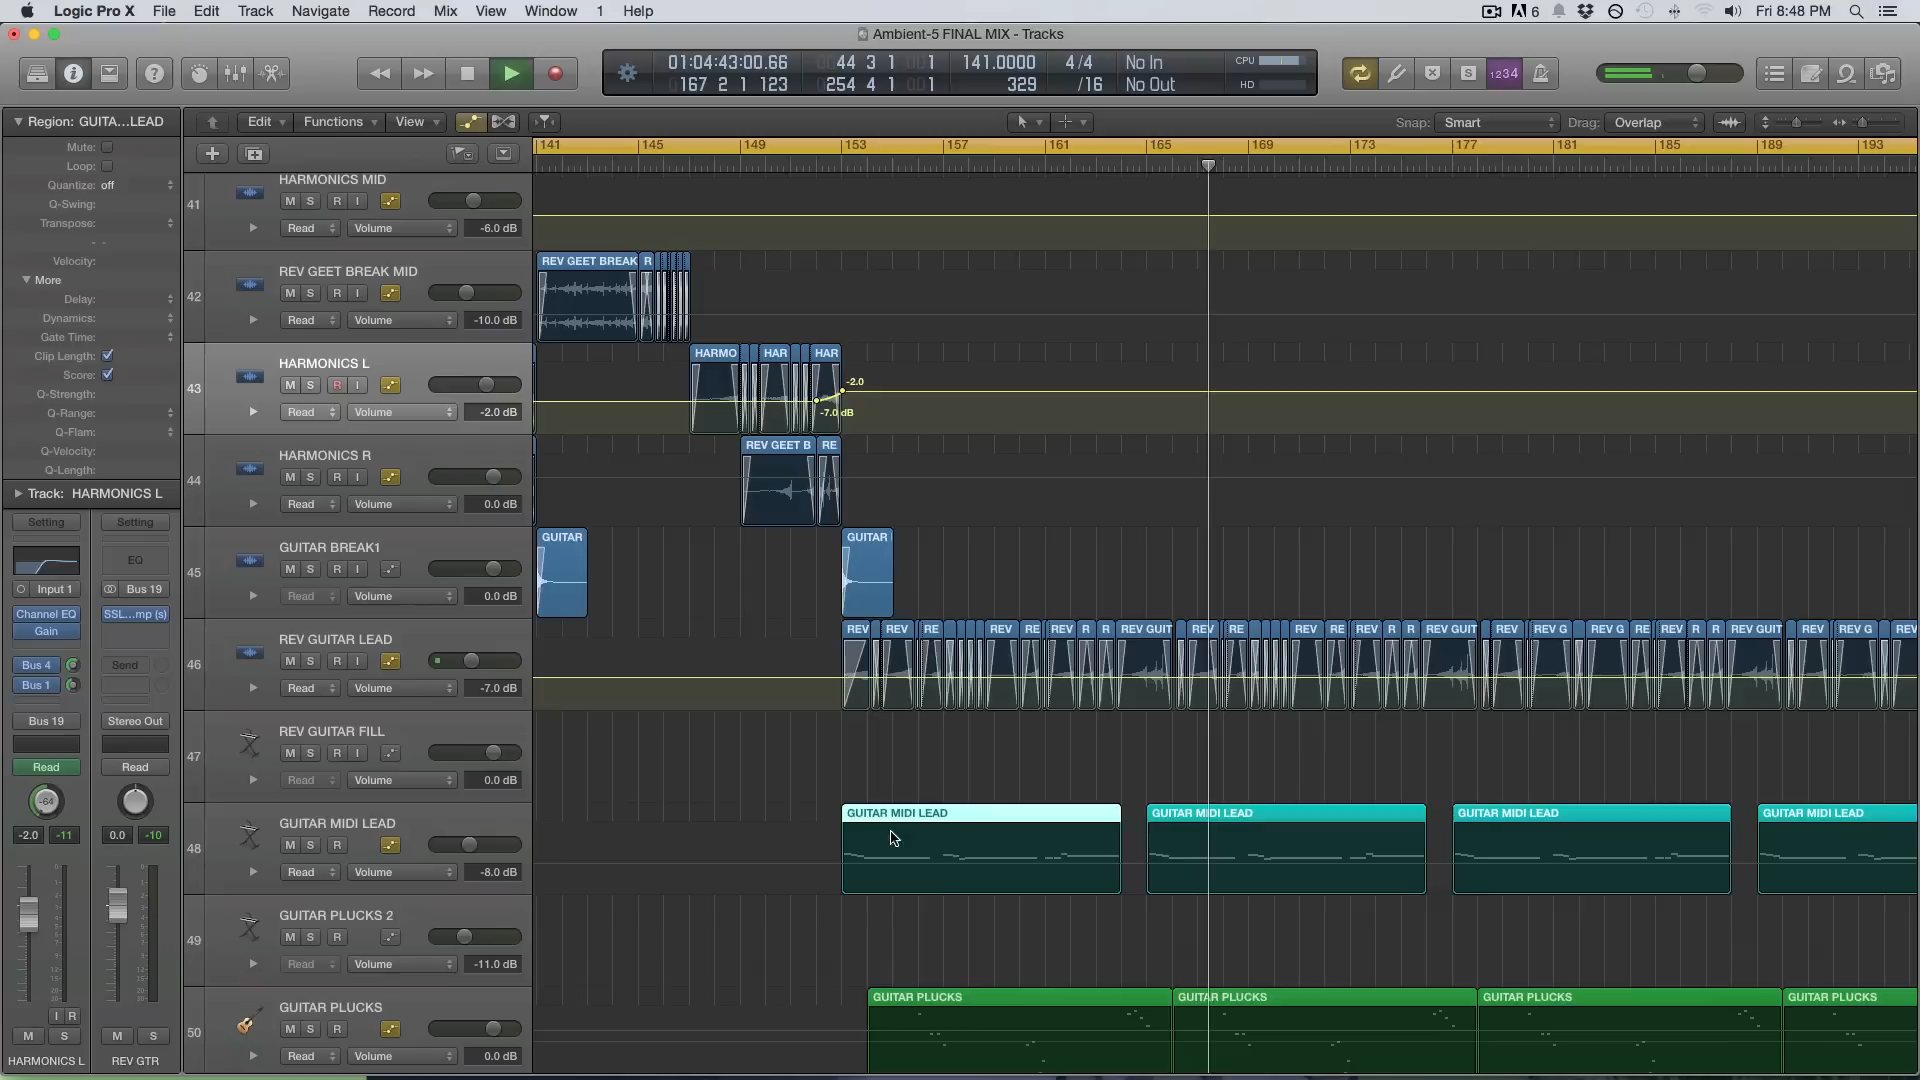 Logic Pro X File Edit Track Navigate Record Mix View Window 1 Help 6 Fri 8:48 PM
Ambient-5 FINAL MIX - Tracks
01:04:43:00.66 44 3 1 1 141.0000 4/4 No In CPU
167 2 1 123 254 4 1 1 329 /16 No Out HD
1234
Region: GUITA...LEAD
Edit Functions View Snap: Smart Drag: Overlap
Mute:
Loop:
Quantize: off
Q-Swing:
Transpose:
Velocity:
More
Delay:
Dynamics:
Gate Time:
Clip Length:
Score:
Q-Strength:
Q-Range:
Q-Flam:
Q-Velocity:
Q-Length:
Track: HARMONICS L
Setting Setting
EQ
Input 1 Bus 19
Channel EQ SSL...mp (s)
Gain
Bus 4 Send
Bus 1
Bus 19 Stereo Out
Read Read
-64
-2.0 -11 0.0 -10
I R
M S M S
HARMONICS L REV GTR
141 145 149 153 157 161 165 169 173 177 181 185 189 193
41 HARMONICS MID
M S R I
Read Volume -6.0 dB
42 REV GEET BREAK MID
M S R I
Read Volume -10.0 dB
REV GEET BREAK R
43 HARMONICS L
M S R I
Read Volume -2.0 dB
HARMO HAR HAR
-2.0
-7.0 dB
44 HARMONICS R
M S R I
Read Volume 0.0 dB
REV GEET B RE
45 GUITAR BREAK1
M S R I
Read Volume 0.0 dB
GUITAR GUITAR
46 REV GUITAR LEAD
M S R I
Read Volume -7.0 dB
REV REV RE REV RE REV R R REV GUIT REV RE REV RE REV R R REV GUIT REV REV G REV G RE REV R R REV GUIT REV REV G REV
47 REV GUITAR FILL
M S R I
Read Volume 0.0 dB
48 GUITAR MIDI LEAD
M S R
Read Volume -8.0 dB
GUITAR MIDI LEAD GUITAR MIDI LEAD GUITAR MIDI LEAD GUITAR MIDI LEAD
49 GUITAR PLUCKS 2
M S R
Read Volume -11.0 dB
50 GUITAR PLUCKS
M S R
Read Volume 0.0 dB
GUITAR PLUCKS GUITAR PLUCKS GUITAR PLUCKS GUITAR PLUCKS